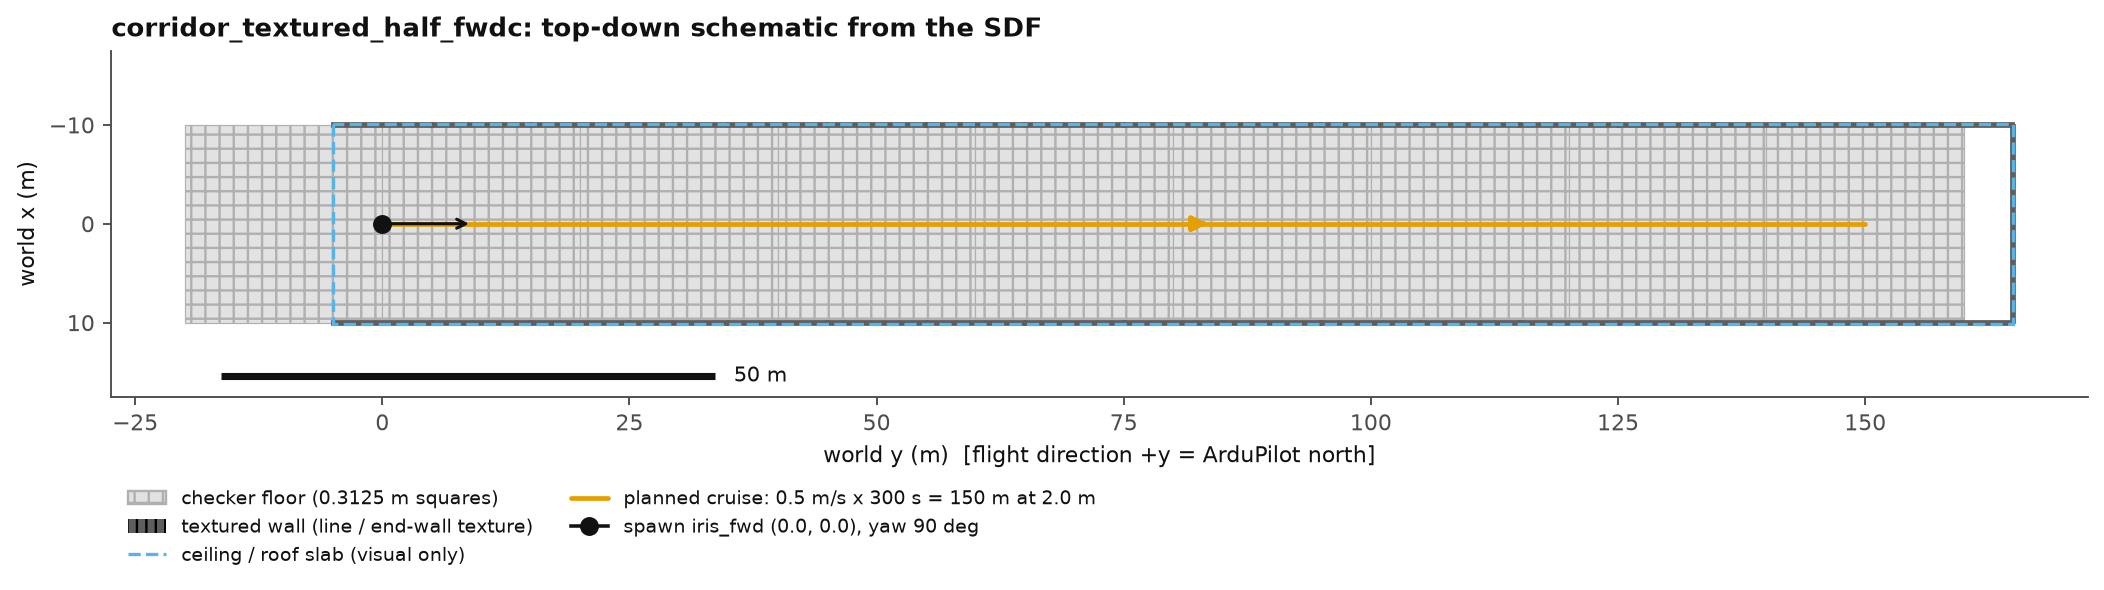 corridor_textured_half_fwdc: top-down schematic from the SDF
world x (m)
−10
0
10
50 m
−25 0 25 50 75 100 125 150
world y (m) [flight direction +y = ArduPilot north]
checker floor (0.3125 m squares)
textured wall (line / end-wall texture)
ceiling / roof slab (visual only)
planned cruise: 0.5 m/s x 300 s = 150 m at 2.0 m
spawn iris_fwd (0.0, 0.0), yaw 90 deg